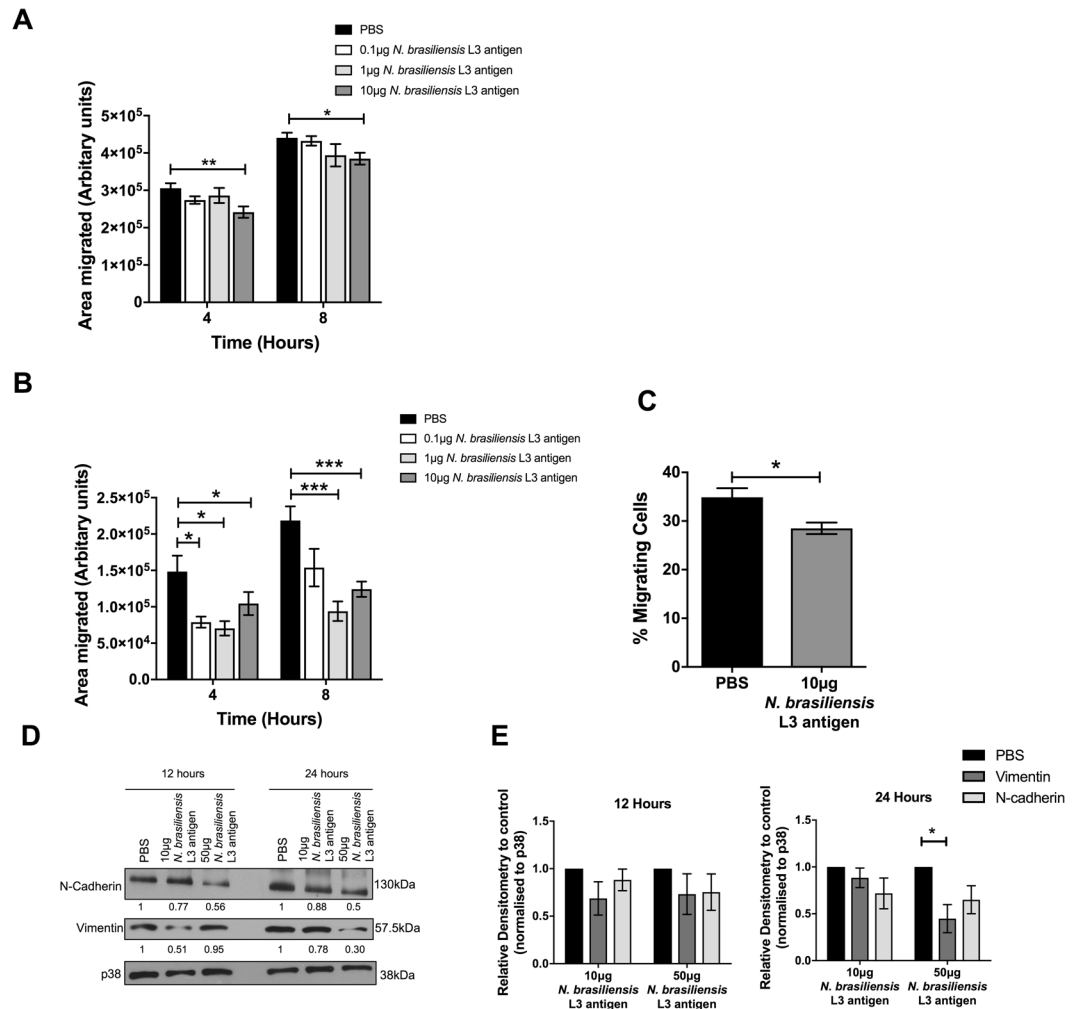 A
PBS
0.1µg N. brasiliensis L3 antigen
1µg N. brasiliensis L3 antigen
10µg N. brasiliensis L3 antigen
Area migrated (Arbitary units)
5×10⁵
4×10⁵
3×10⁵
2×10⁵
1×10⁵
0
**
*
4
8
Time (Hours)
B
PBS
0.1µg N. brasiliensis L3 antigen
1µg N. brasiliensis L3 antigen
10µg N. brasiliensis L3 antigen
Area migrated (Arbitary units)
2.5×10⁵
2.0×10⁵
1.5×10⁵
1.0×10⁵
5.0×10⁴
0.0
*
*
*
***
***
4
8
Time (Hours)
C
% Migrating Cells
40
30
20
10
0
*
PBS
10µg
N. brasiliensis
L3 antigen
D
12 hours
24 hours
PBS
10µg
N. brasiliensis
L3 antigen
50µg
N. brasiliensis
L3 antigen
PBS
10µg
N. brasiliensis
L3 antigen
50µg
N. brasiliensis
L3 antigen
N-Cadherin
130kDa
1 0.77 0.56 1 0.88 0.5
Vimentin
57.5kDa
1 0.51 0.95 1 0.78 0.30
p38
38kDa
E
PBS
Vimentin
N-cadherin
12 Hours
Relative Densitometry to control
(normalised to p38)
1.5
1.0
0.5
0.0
10µg
N. brasiliensis
L3 antigen
50µg
N. brasiliensis
L3 antigen
24 Hours
Relative Densitometry to control
(normalised to p38)
1.5
1.0
0.5
0.0
*
10µg
N. brasiliensis
L3 antigen
50µg
N. brasiliensis
L3 antigen